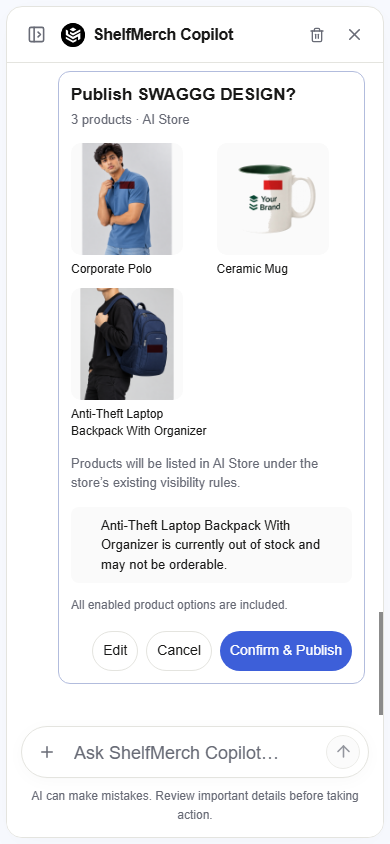 ShelfMerch Copilot
Publish SWAGGG DESIGN?
3 products · AI Store
Your
Brand
Corporate Polo
Ceramic Mug
Anti-Theft Laptop
Backpack With Organizer
Products will be listed in AI Store under the
store’s existing visibility rules.
Anti-Theft Laptop Backpack With
Organizer is currently out of stock and
may not be orderable.
All enabled product options are included.
Edit
Cancel
Confirm & Publish
Ask ShelfMerch Copilot…
AI can make mistakes. Review important details before taking
action.